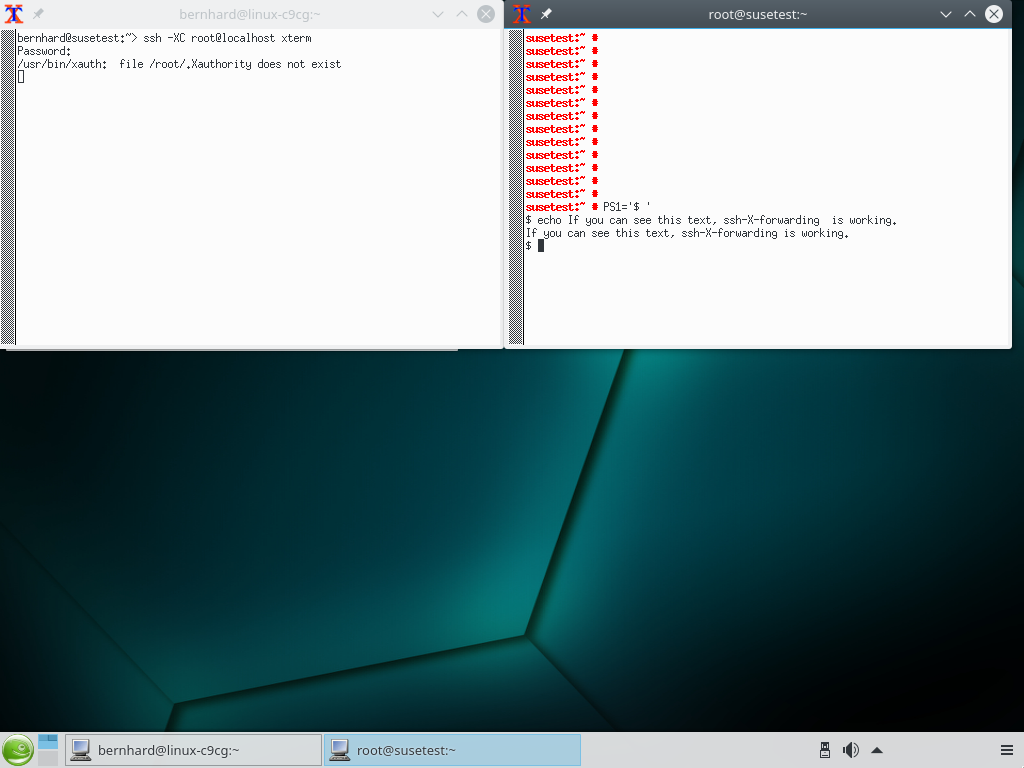 bernhard@linux-c9cg:~
bernhard@susetest:~> ssh -XC root@localhost xterm
Password:
/usr/bin/xauth:  file /root/.Xauthority does not exist
root@susetest:~
susetest:~ #
susetest:~ #
susetest:~ #
susetest:~ #
susetest:~ #
susetest:~ #
susetest:~ #
susetest:~ #
susetest:~ #
susetest:~ #
susetest:~ #
susetest:~ #
susetest:~ #
susetest:~ # PS1='$ '
$ echo If you can see this text, ssh-X-forwarding  is working.
If you can see this text, ssh-X-forwarding is working.
$
bernhard@linux-c9cg:~
root@susetest:~